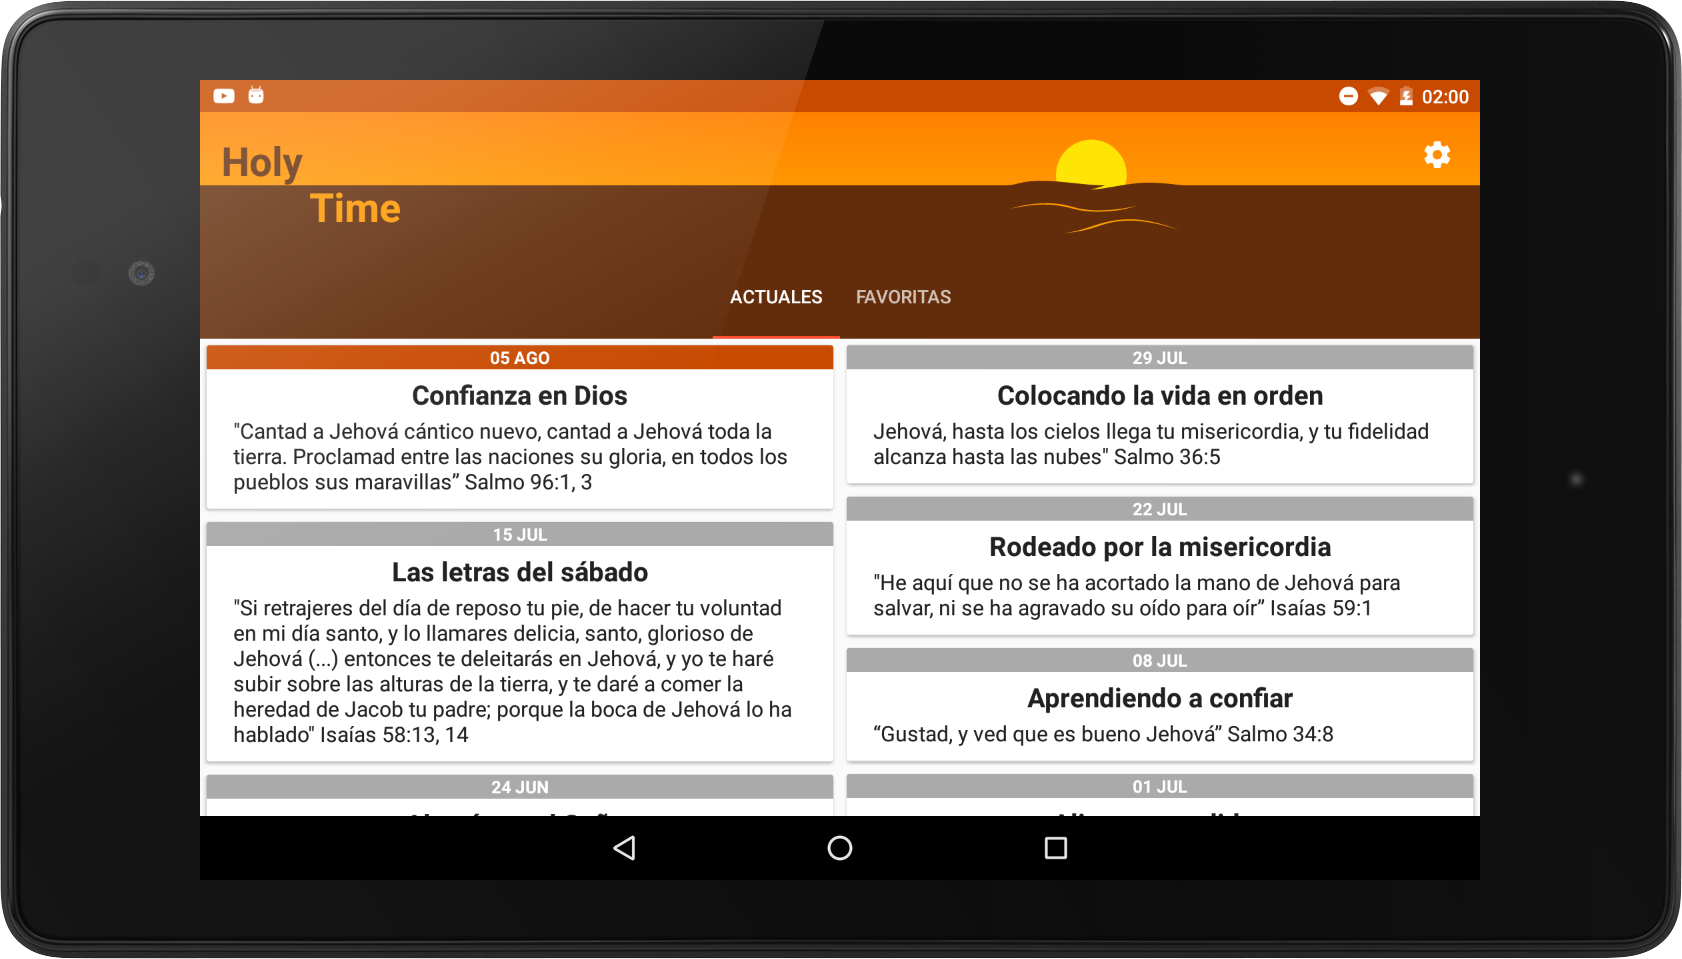 02:00
Holy
Time
ACTUALES FAVORITAS
05 AGO
Confianza en Dios
"Cantad a Jehová cántico nuevo, cantad a Jehová toda la
tierra. Proclamad entre las naciones su gloria, en todos los
pueblos sus maravillas” Salmo 96:1, 3
15 JUL
Las letras del sábado
"Si retrajeres del día de reposo tu pie, de hacer tu voluntad
en mi día santo, y lo llamares delicia, santo, glorioso de
Jehová (...) entonces te deleitarás en Jehová, y yo te haré
subir sobre las alturas de la tierra, y te daré a comer la
heredad de Jacob tu padre; porque la boca de Jehová lo ha
hablado" Isaías 58:13, 14
24 JUN
29 JUL
Colocando la vida en orden
Jehová, hasta los cielos llega tu misericordia, y tu fidelidad
alcanza hasta las nubes" Salmo 36:5
22 JUL
Rodeado por la misericordia
"He aquí que no se ha acortado la mano de Jehová para
salvar, ni se ha agravado su oído para oír” Isaías 59:1
08 JUL
Aprendiendo a confiar
“Gustad, y ved que es bueno Jehová” Salmo 34:8
01 JUL